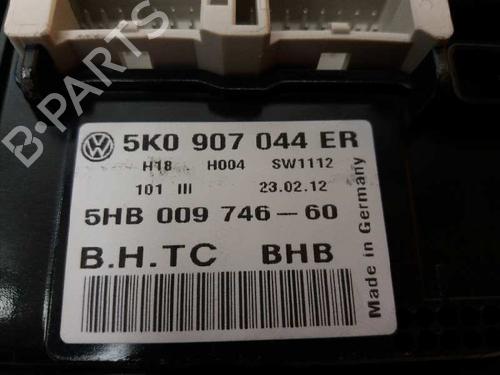 B-PARTS
5K0 907 044 ER
H18 H004 SW1112
101 III 23.02.12
5HB 009 746-60
B.H.TC BHB
Made in Germany